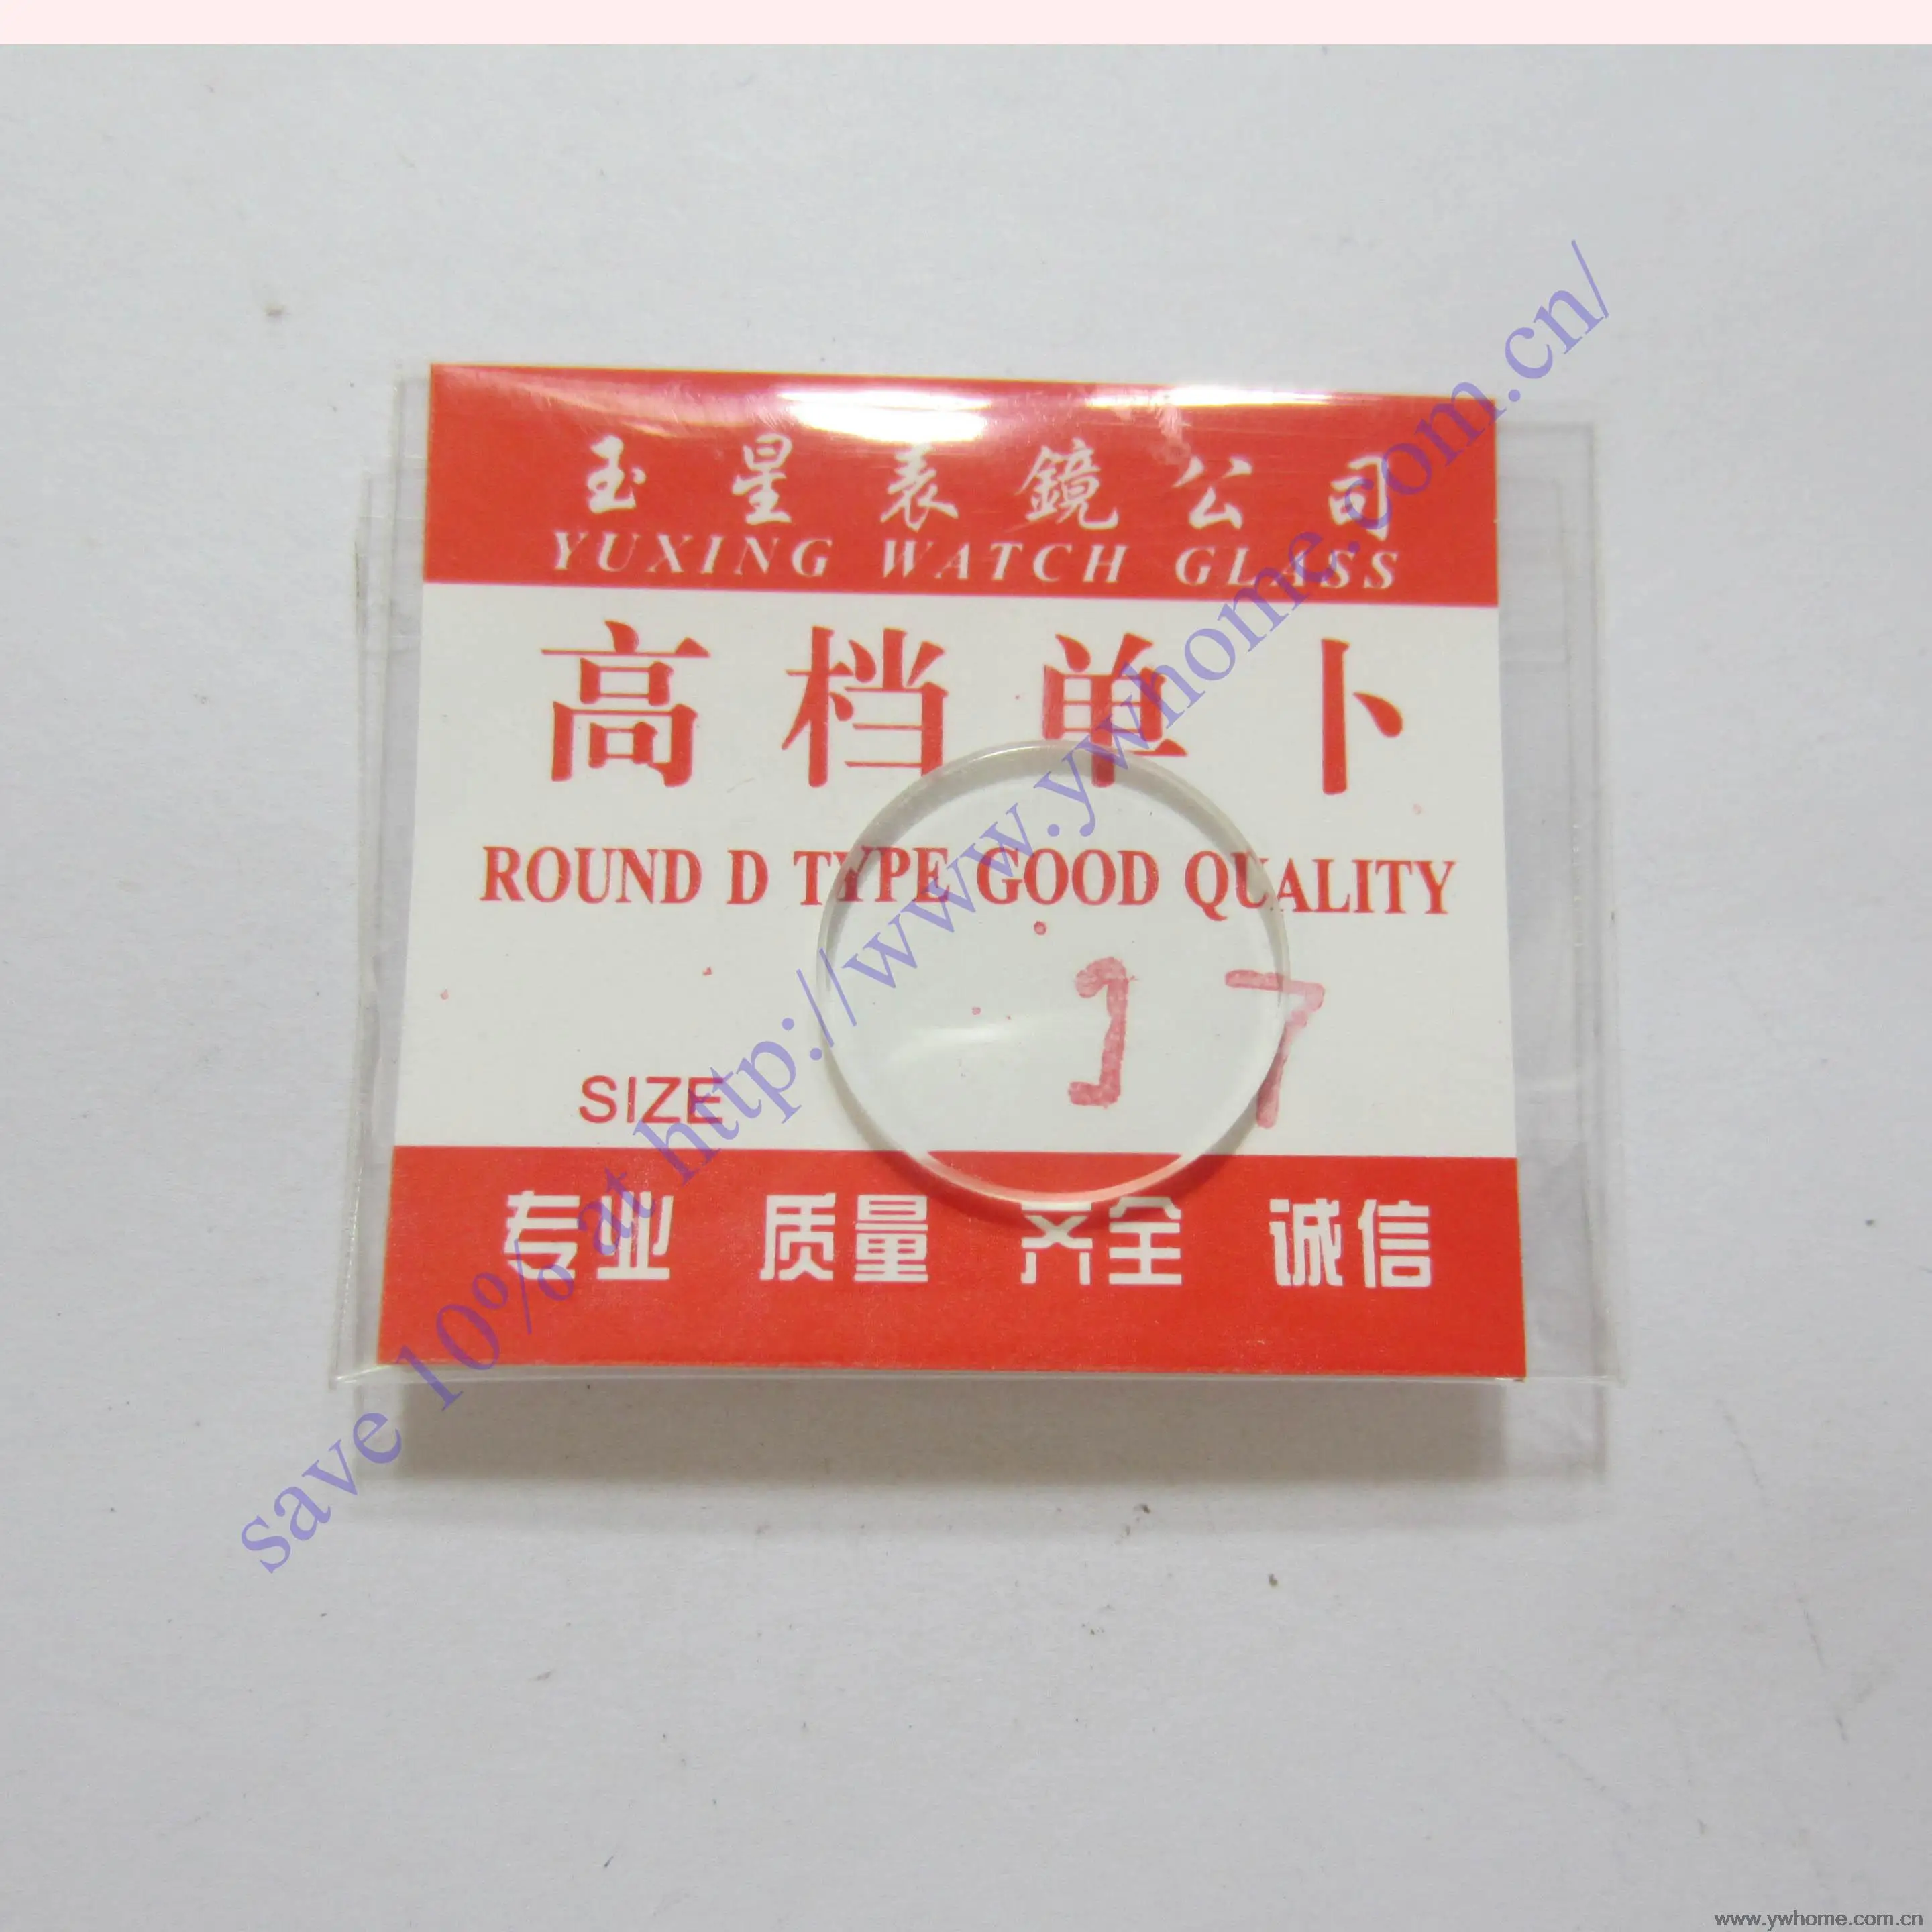 玉星表鏡公司
YUXING WATCH GLASS
高档单卜
ROUND D TYPE GOOD QUALITY
17
SIZE
专业 质量 齐全 诚信
save 10% at http://www.ywhome.com.cn/
www.ywhome.com.cn